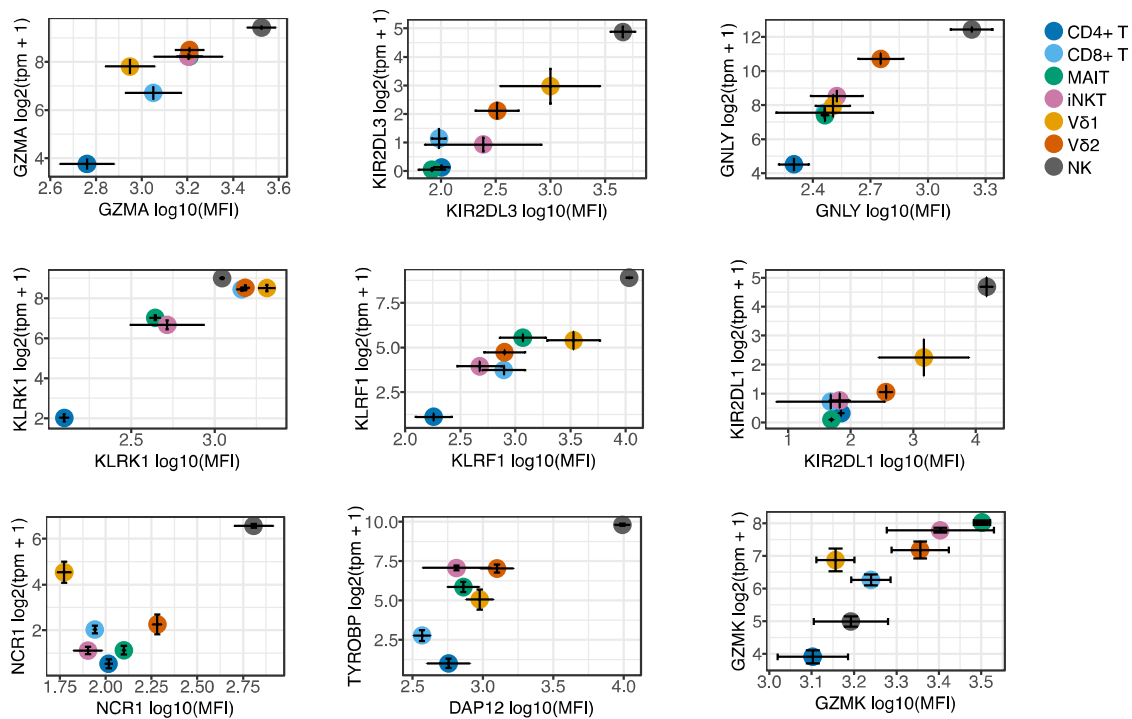 GZMA log2(tpm + 1)
8
6
4
2.6 2.8 3.0 3.2 3.4 3.6
GZMA log10(MFI)
KIR2DL3 log2(tpm + 1)
5
4
3
2
1
0
2.0 2.5 3.0 3.5
KIR2DL3 log10(MFI)
GNLY log2(tpm + 1)
12
10
8
6
4
2.4 2.7 3.0 3.3
GNLY log10(MFI)
CD4+ T
CD8+ T
MAIT
iNKT
Vδ1
Vδ2
NK
KLRK1 log2(tpm + 1)
8
6
4
2
2.5 3.0
KLRK1 log10(MFI)
KLRF1 log2(tpm + 1)
7.5
5.0
2.5
2.0 2.5 3.0 3.5 4.0
KLRF1 log10(MFI)
KIR2DL1 log2(tpm + 1)
5
4
3
2
1
0
1 2 3 4
KIR2DL1 log10(MFI)
NCR1 log2(tpm + 1)
6
4
2
1.75 2.00 2.25 2.50 2.75
NCR1 log10(MFI)
TYROBP log2(tpm + 1)
10.0
7.5
5.0
2.5
2.5 3.0 3.5 4.0
DAP12 log10(MFI)
GZMK log2(tpm + 1)
8
7
6
5
4
3.0 3.1 3.2 3.3 3.4 3.5
GZMK log10(MFI)